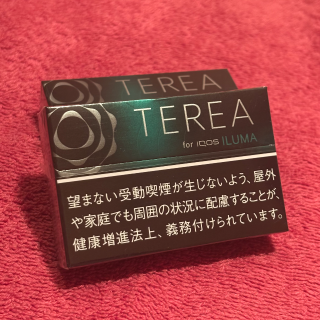 TEREA
TEREA
for IQOS ILUMA
望まない受動喫煙が生じないよう、屋外
や家庭でも周囲の状況に配慮することが、
健康増進法上、義務付けられています。